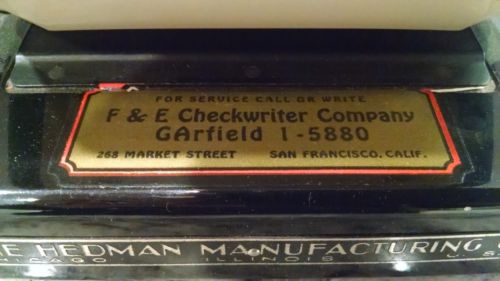 FOR SERVICE CALL OR WRITE
F & E Checkwriter Company
GArfield 1-5880
268 MARKET STREET SAN FRANCISCO, CALIF.
HEDMAN MANUFACTURING
ILLINOIS